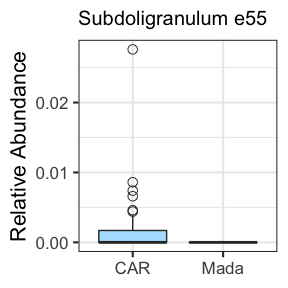 Subdoligranulum e55
Relative Abundance
0.02
0.01
0.00
CAR Mada